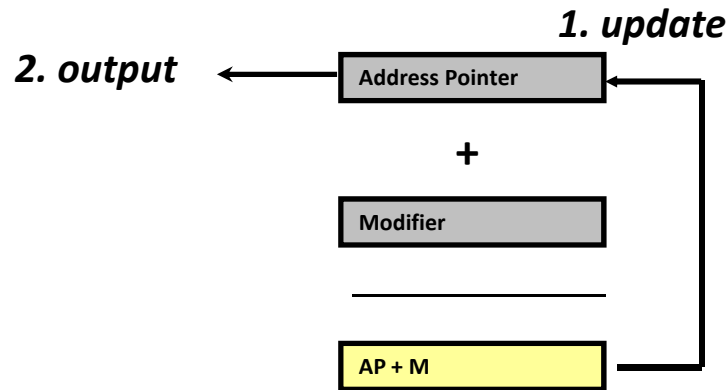 1. update
2. output
Address Pointer
+
Modifier
AP + M